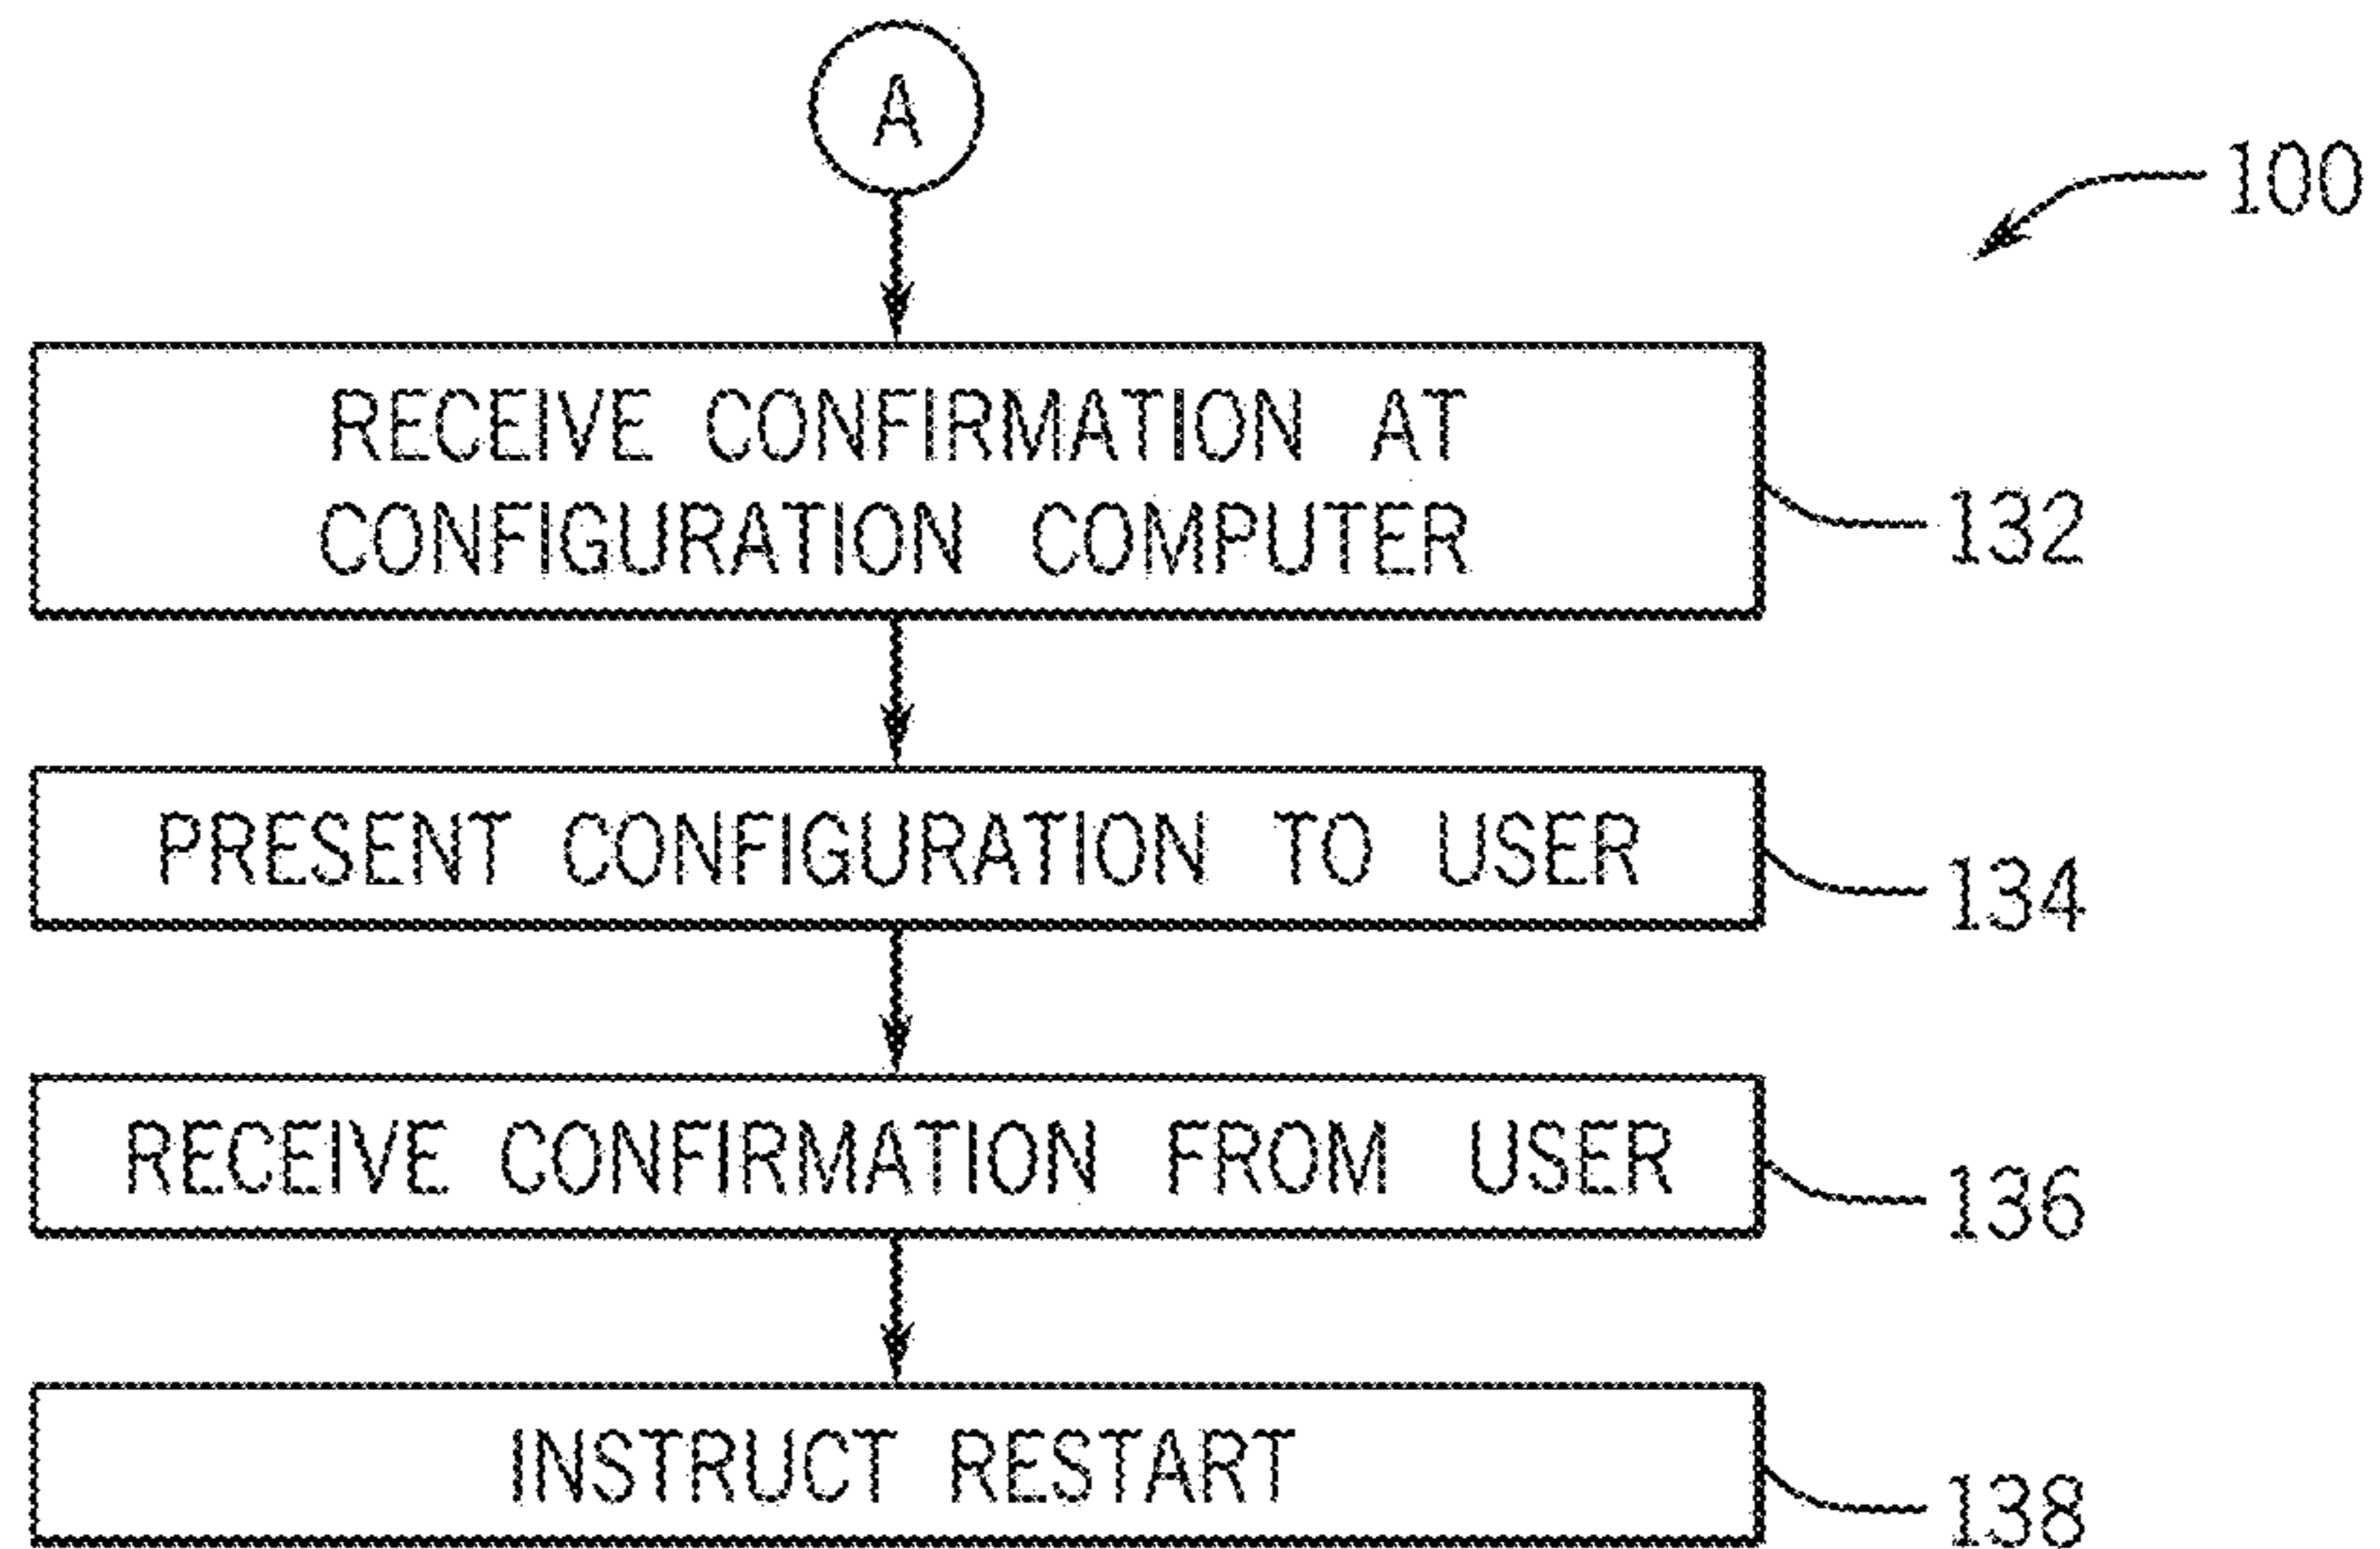 A
100
RECEIVE CONFIRMATION AT
CONFIGURATION COMPUTER
132
PRESENT CONFIGURATION TO USER
134
RECEIVE CONFIRMATION FROM USER
136
INSTRUCT RESTART
138